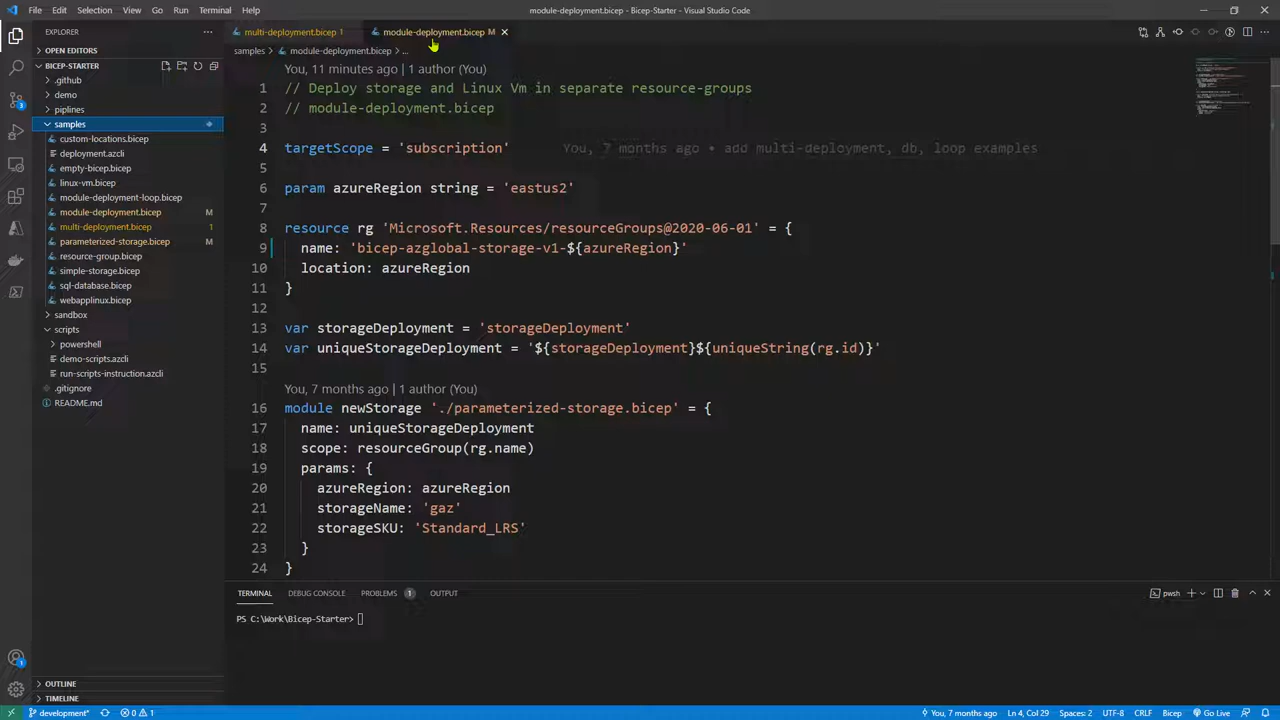 File Edit Selection View Go Run Terminal Help
module-deployment.bicep - Bicep-Starter - Visual Studio Code
EXPLORER
OPEN EDITORS
BICEP-STARTER
.github
demo
piplines
samples
custom-locations.bicep
deployment.azcli
empty-bicep.bicep
linux-vm.bicep
module-deployment-loop.bicep
module-deployment.bicep M
multi-deployment.bicep 1
parameterized-storage.bicep M
resource-group.bicep
simple-storage.bicep
sql-database.bicep
webapplinux.bicep
sandbox
scripts
powershell
demo-scripts.azcli
run-scripts-instruction.azcli
.gitignore
README.md
OUTLINE
TIMELINE
3
1
multi-deployment.bicep 1
module-deployment.bicep M
samples > module-deployment.bicep > ...
You, 11 minutes ago | 1 author (You)
1 // Deploy storage and Linux Vm in separate resource-groups
2 // module-deployment.bicep
3
4 targetScope = 'subscription' You, 7 months ago • add multi-deployment, db, loop examples
5
6 param azureRegion string = 'eastus2'
7
8 resource rg 'Microsoft.Resources/resourceGroups@2020-06-01' = {
9 name: 'bicep-azglobal-storage-v1-${azureRegion}'
10 location: azureRegion
11 }
12
13 var storageDeployment = 'storageDeployment'
14 var uniqueStorageDeployment = '${storageDeployment}${uniqueString(rg.id)}'
15
You, 7 months ago | 1 author (You)
16 module newStorage './parameterized-storage.bicep' = {
17 name: uniqueStorageDeployment
18 scope: resourceGroup(rg.name)
19 params: {
20 azureRegion: azureRegion
21 storageName: 'gaz'
22 storageSKU: 'Standard_LRS'
23 }
24 }
TERMINAL DEBUG CONSOLE PROBLEMS 1 OUTPUT
pwsh
PS C:\Work\Bicep-Starter>
development* 0 1
You, 7 months ago Ln 4, Col 29 Spaces: 2 UTF-8 CRLF Bicep Go Live